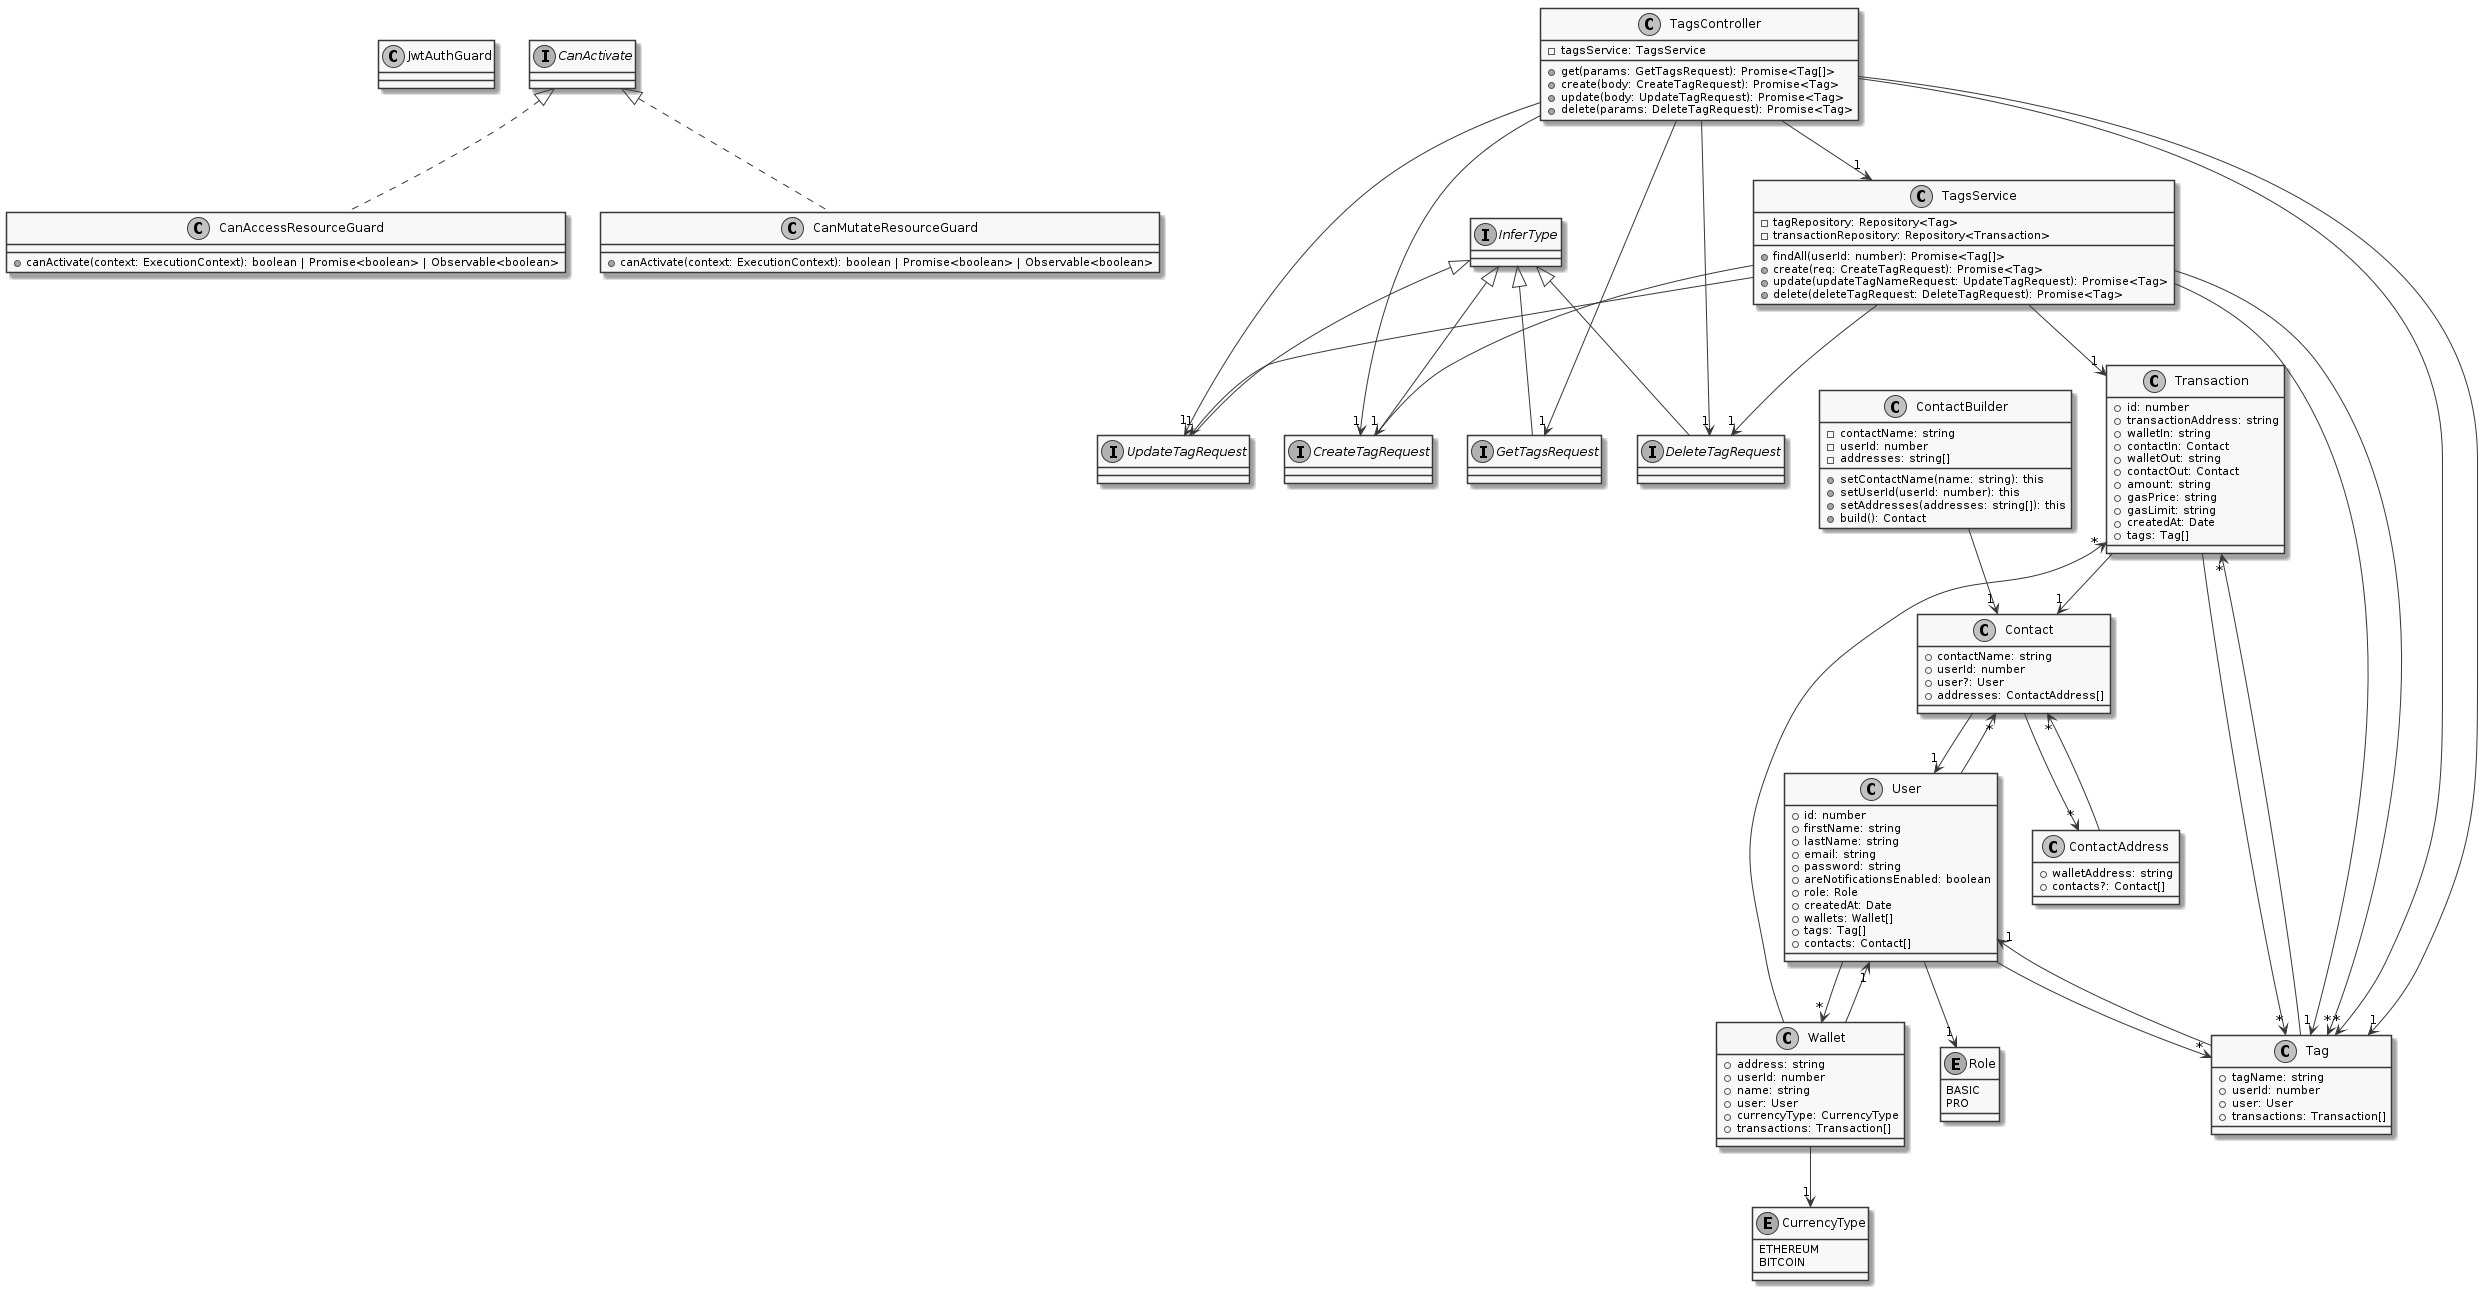 C TagsController
tagsService: TagsService
get(params: GetTagsRequest): Promise<Tag[]>
create(body: CreateTagRequest): Promise<Tag>
update(body: UpdateTagRequest): Promise<Tag>
delete(params: DeleteTagRequest): Promise<Tag>
C JwtAuthGuard
I CanActivate
C CanAccessResourceGuard
canActivate(context: ExecutionContext): boolean | Promise<boolean> | Observable<boolean>
C CanMutateResourceGuard
canActivate(context: ExecutionContext): boolean | Promise<boolean> | Observable<boolean>
I InferType
1
C TagsService
tagRepository: Repository<Tag>
transactionRepository: Repository<Transaction>
findAll(userId: number): Promise<Tag[]>
create(req: CreateTagRequest): Promise<Tag>
update(updateTagNameRequest: UpdateTagRequest): Promise<Tag>
delete(deleteTagRequest: DeleteTagRequest): Promise<Tag>
1 1
1 1
1
1 1
1
I UpdateTagRequest
I CreateTagRequest
I GetTagsRequest
I DeleteTagRequest
C ContactBuilder
contactName: string
userId: number
addresses: string[]
setContactName(name: string): this
setUserId(userId: number): this
setAddresses(addresses: string[]): this
build(): Contact
C Transaction
id: number
transactionAddress: string
walletIn: string
contactIn: Contact
walletOut: string
contactOut: Contact
amount: string
gasPrice: string
gasLimit: string
createdAt: Date
tags: Tag[]
*
*
1
1
C Contact
contactName: string
userId: number
user?: User
addresses: ContactAddress[]
*
*
1
*
C User
id: number
firstName: string
lastName: string
email: string
password: string
areNotificationsEnabled: boolean
role: Role
createdAt: Date
wallets: Wallet[]
tags: Tag[]
contacts: Contact[]
C ContactAddress
walletAddress: string
contacts?: Contact[]
1
1
*
1
*
* 1 * * 1
C Wallet
address: string
userId: number
name: string
user: User
currencyType: CurrencyType
transactions: Transaction[]
E Role
BASIC
PRO
C Tag
tagName: string
userId: number
user: User
transactions: Transaction[]
1
E CurrencyType
ETHEREUM
BITCOIN